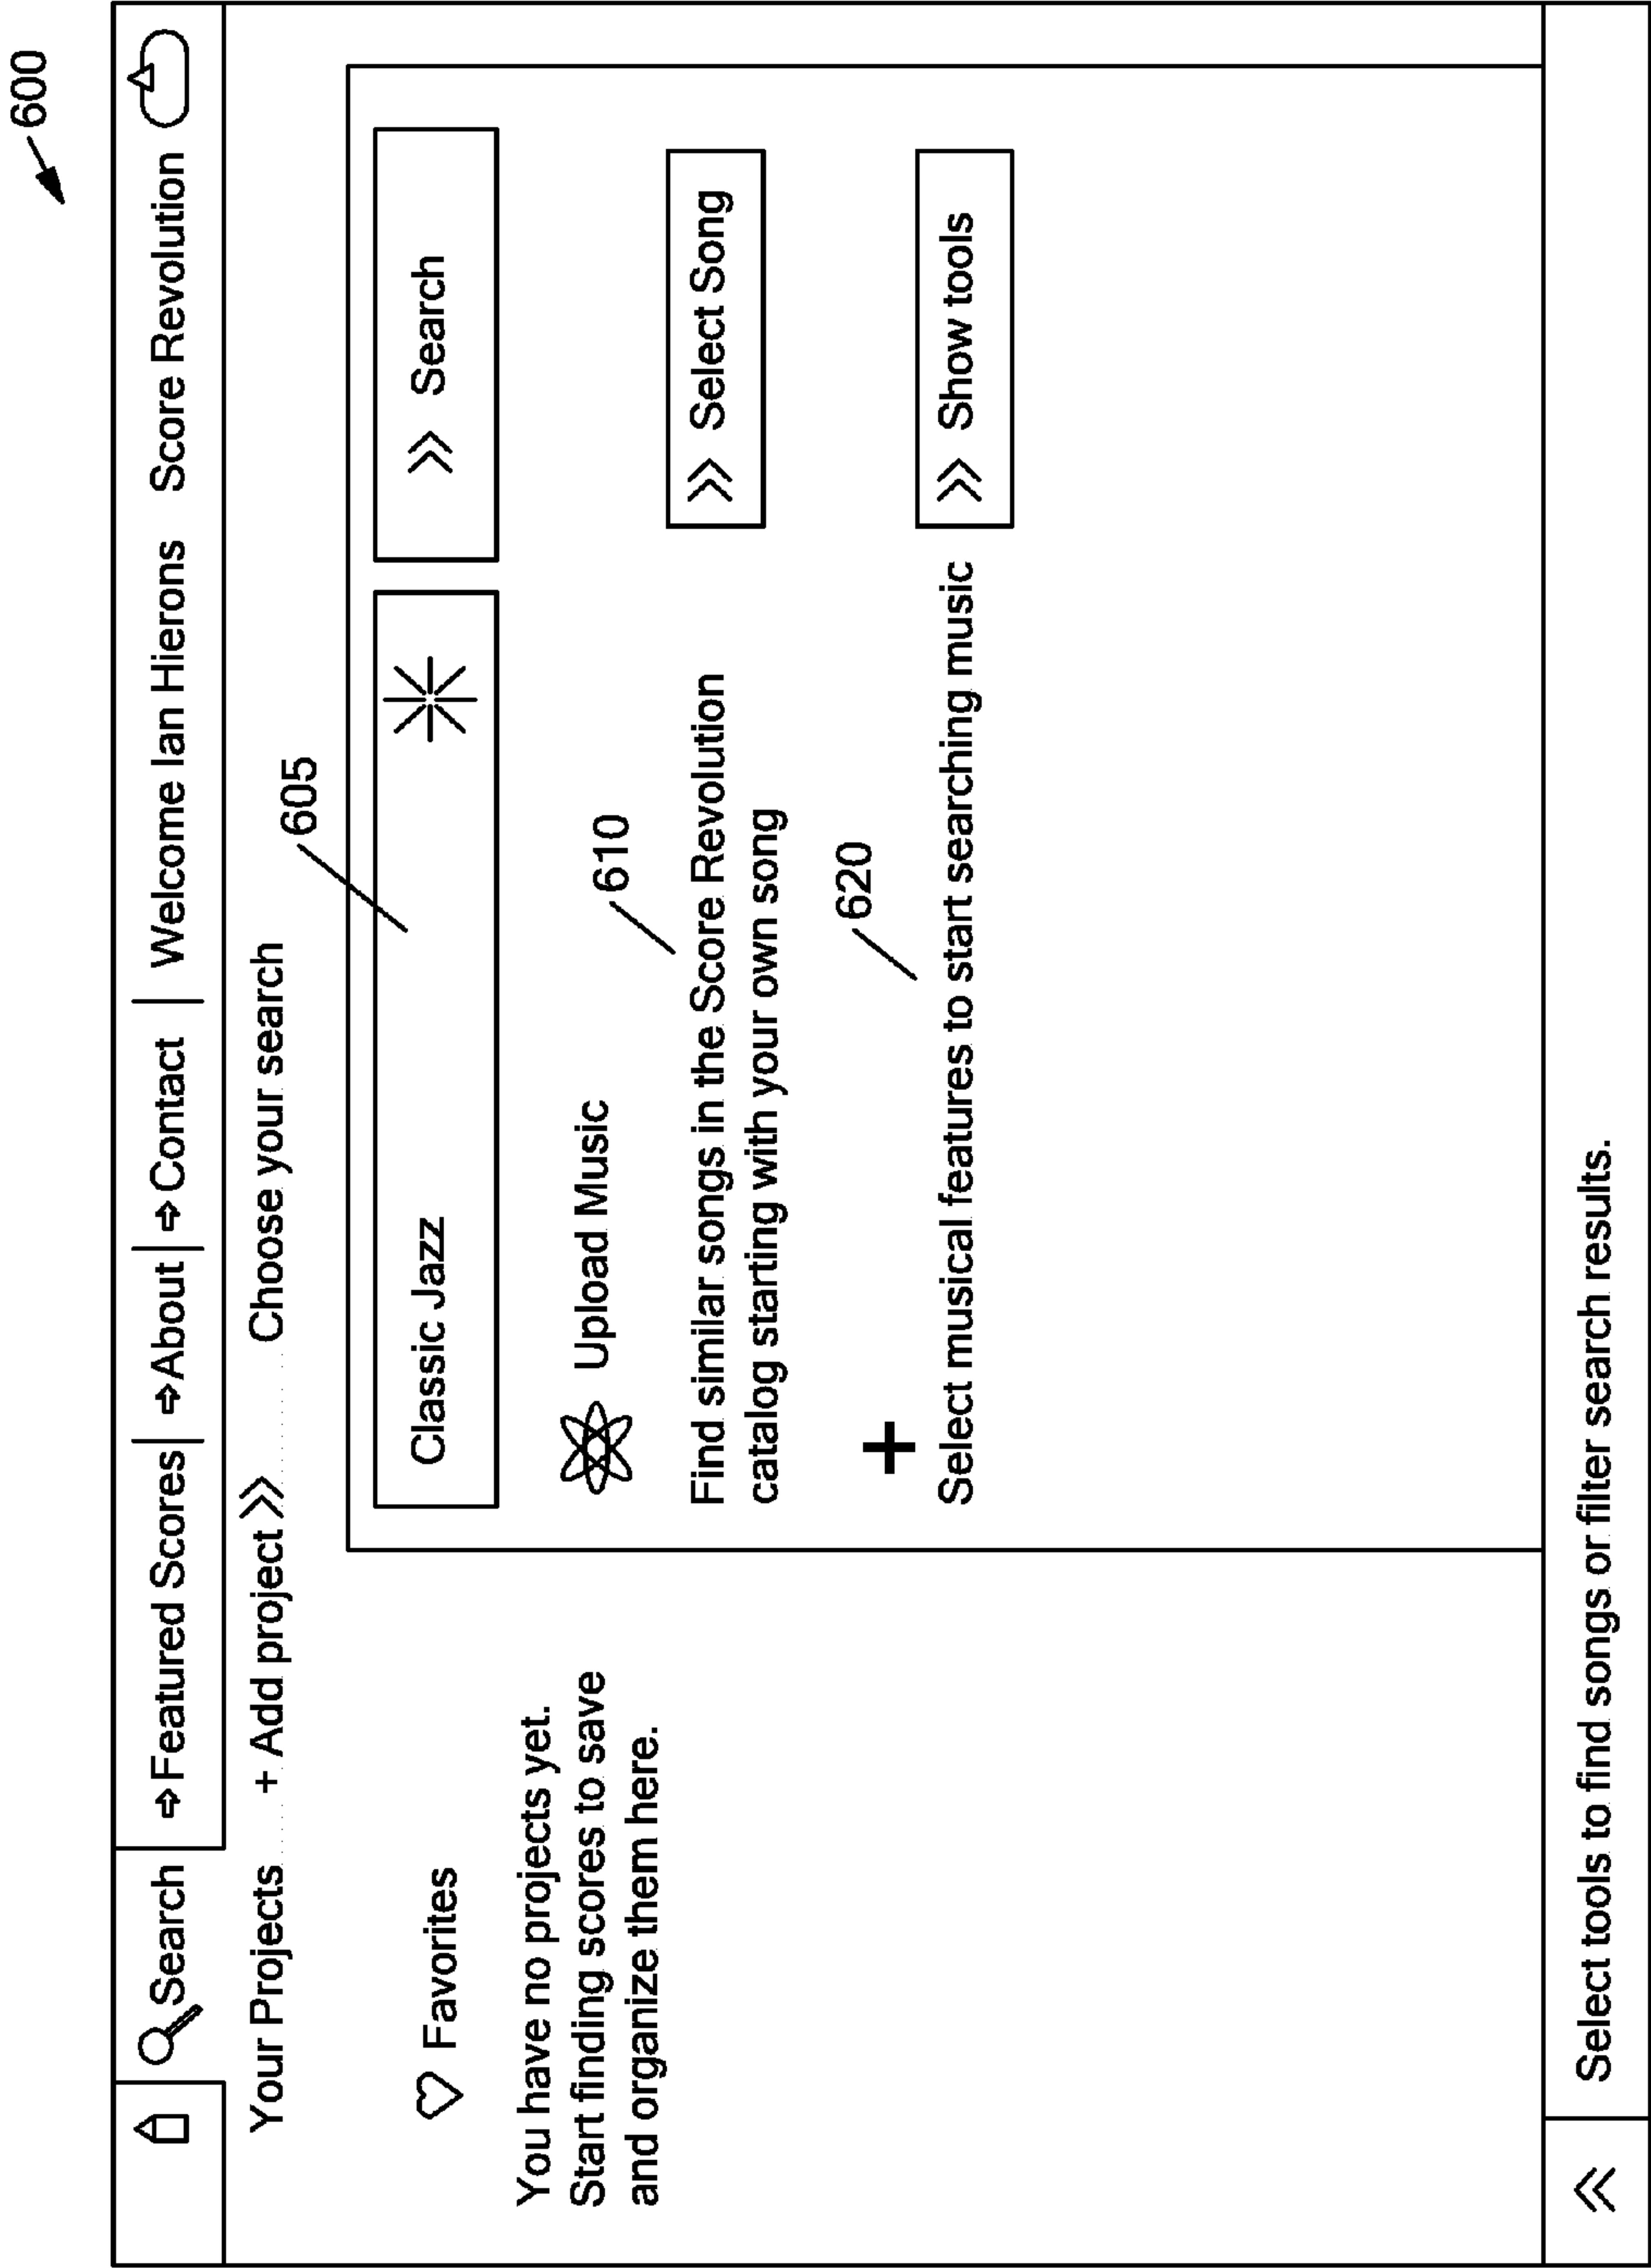 600
Search
Featured Scores
About
Contact
Welcome Ian Hierons
Score Revolution
Your Projects
+ Add project
Choose your search
605
Favorites
Classic Jazz
Search
You have no projects yet.
Start finding scores to save
and organize them here.
Upload Music
610
Find similar songs in the Score Revolution
catalog starting with your own song
Select Song
620
Select musical features to start searching music
Show tools
Select tools to find songs or filter search results.